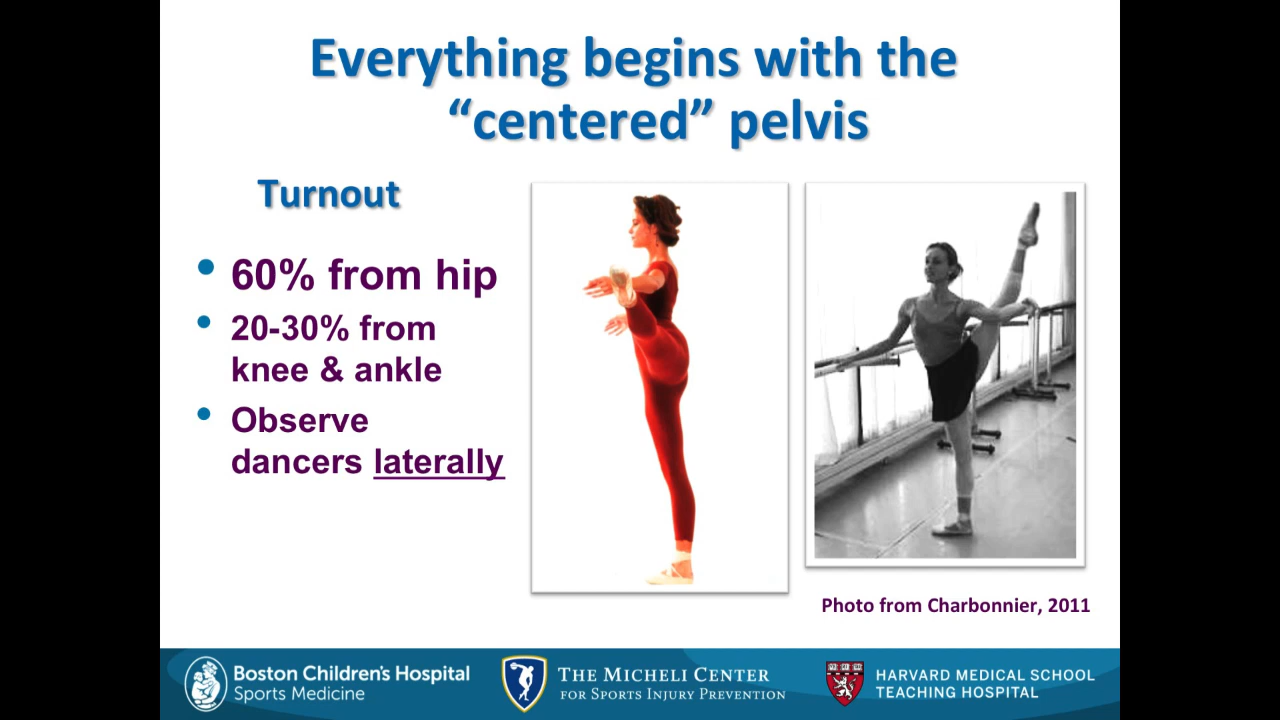 Everything begins with the
“centered” pelvis
Turnout
• 60% from hip
• 20-30% from
knee & ankle
• Observe
dancers laterally
Photo from Charbonnier, 2011
Boston Children's Hospital
Sports Medicine
THE MICHELI CENTER
FOR SPORTS INJURY PREVENTION
HARVARD MEDICAL SCHOOL
TEACHING HOSPITAL